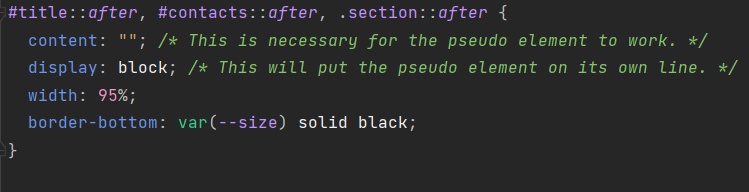 #title::after, #contacts::after, .section::after {
content: ""; /* This is necessary for the pseudo element to work. */
display: block; /* This will put the pseudo element on its own line. */
width: 95%;
border-bottom: var(--size) solid black;
}